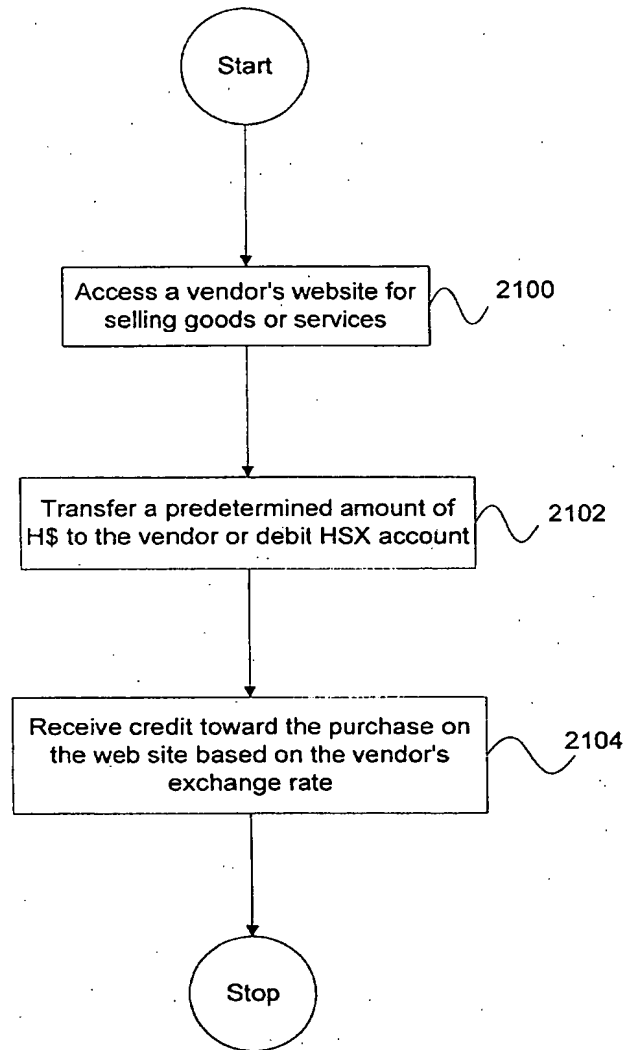 Start
Access a vendor's website for
selling goods or services
2100
Transfer a predetermined amount of
H$ to the vendor or debit HSX account
2102
Receive credit toward the purchase on
the web site based on the vendor's
exchange rate
2104
Stop